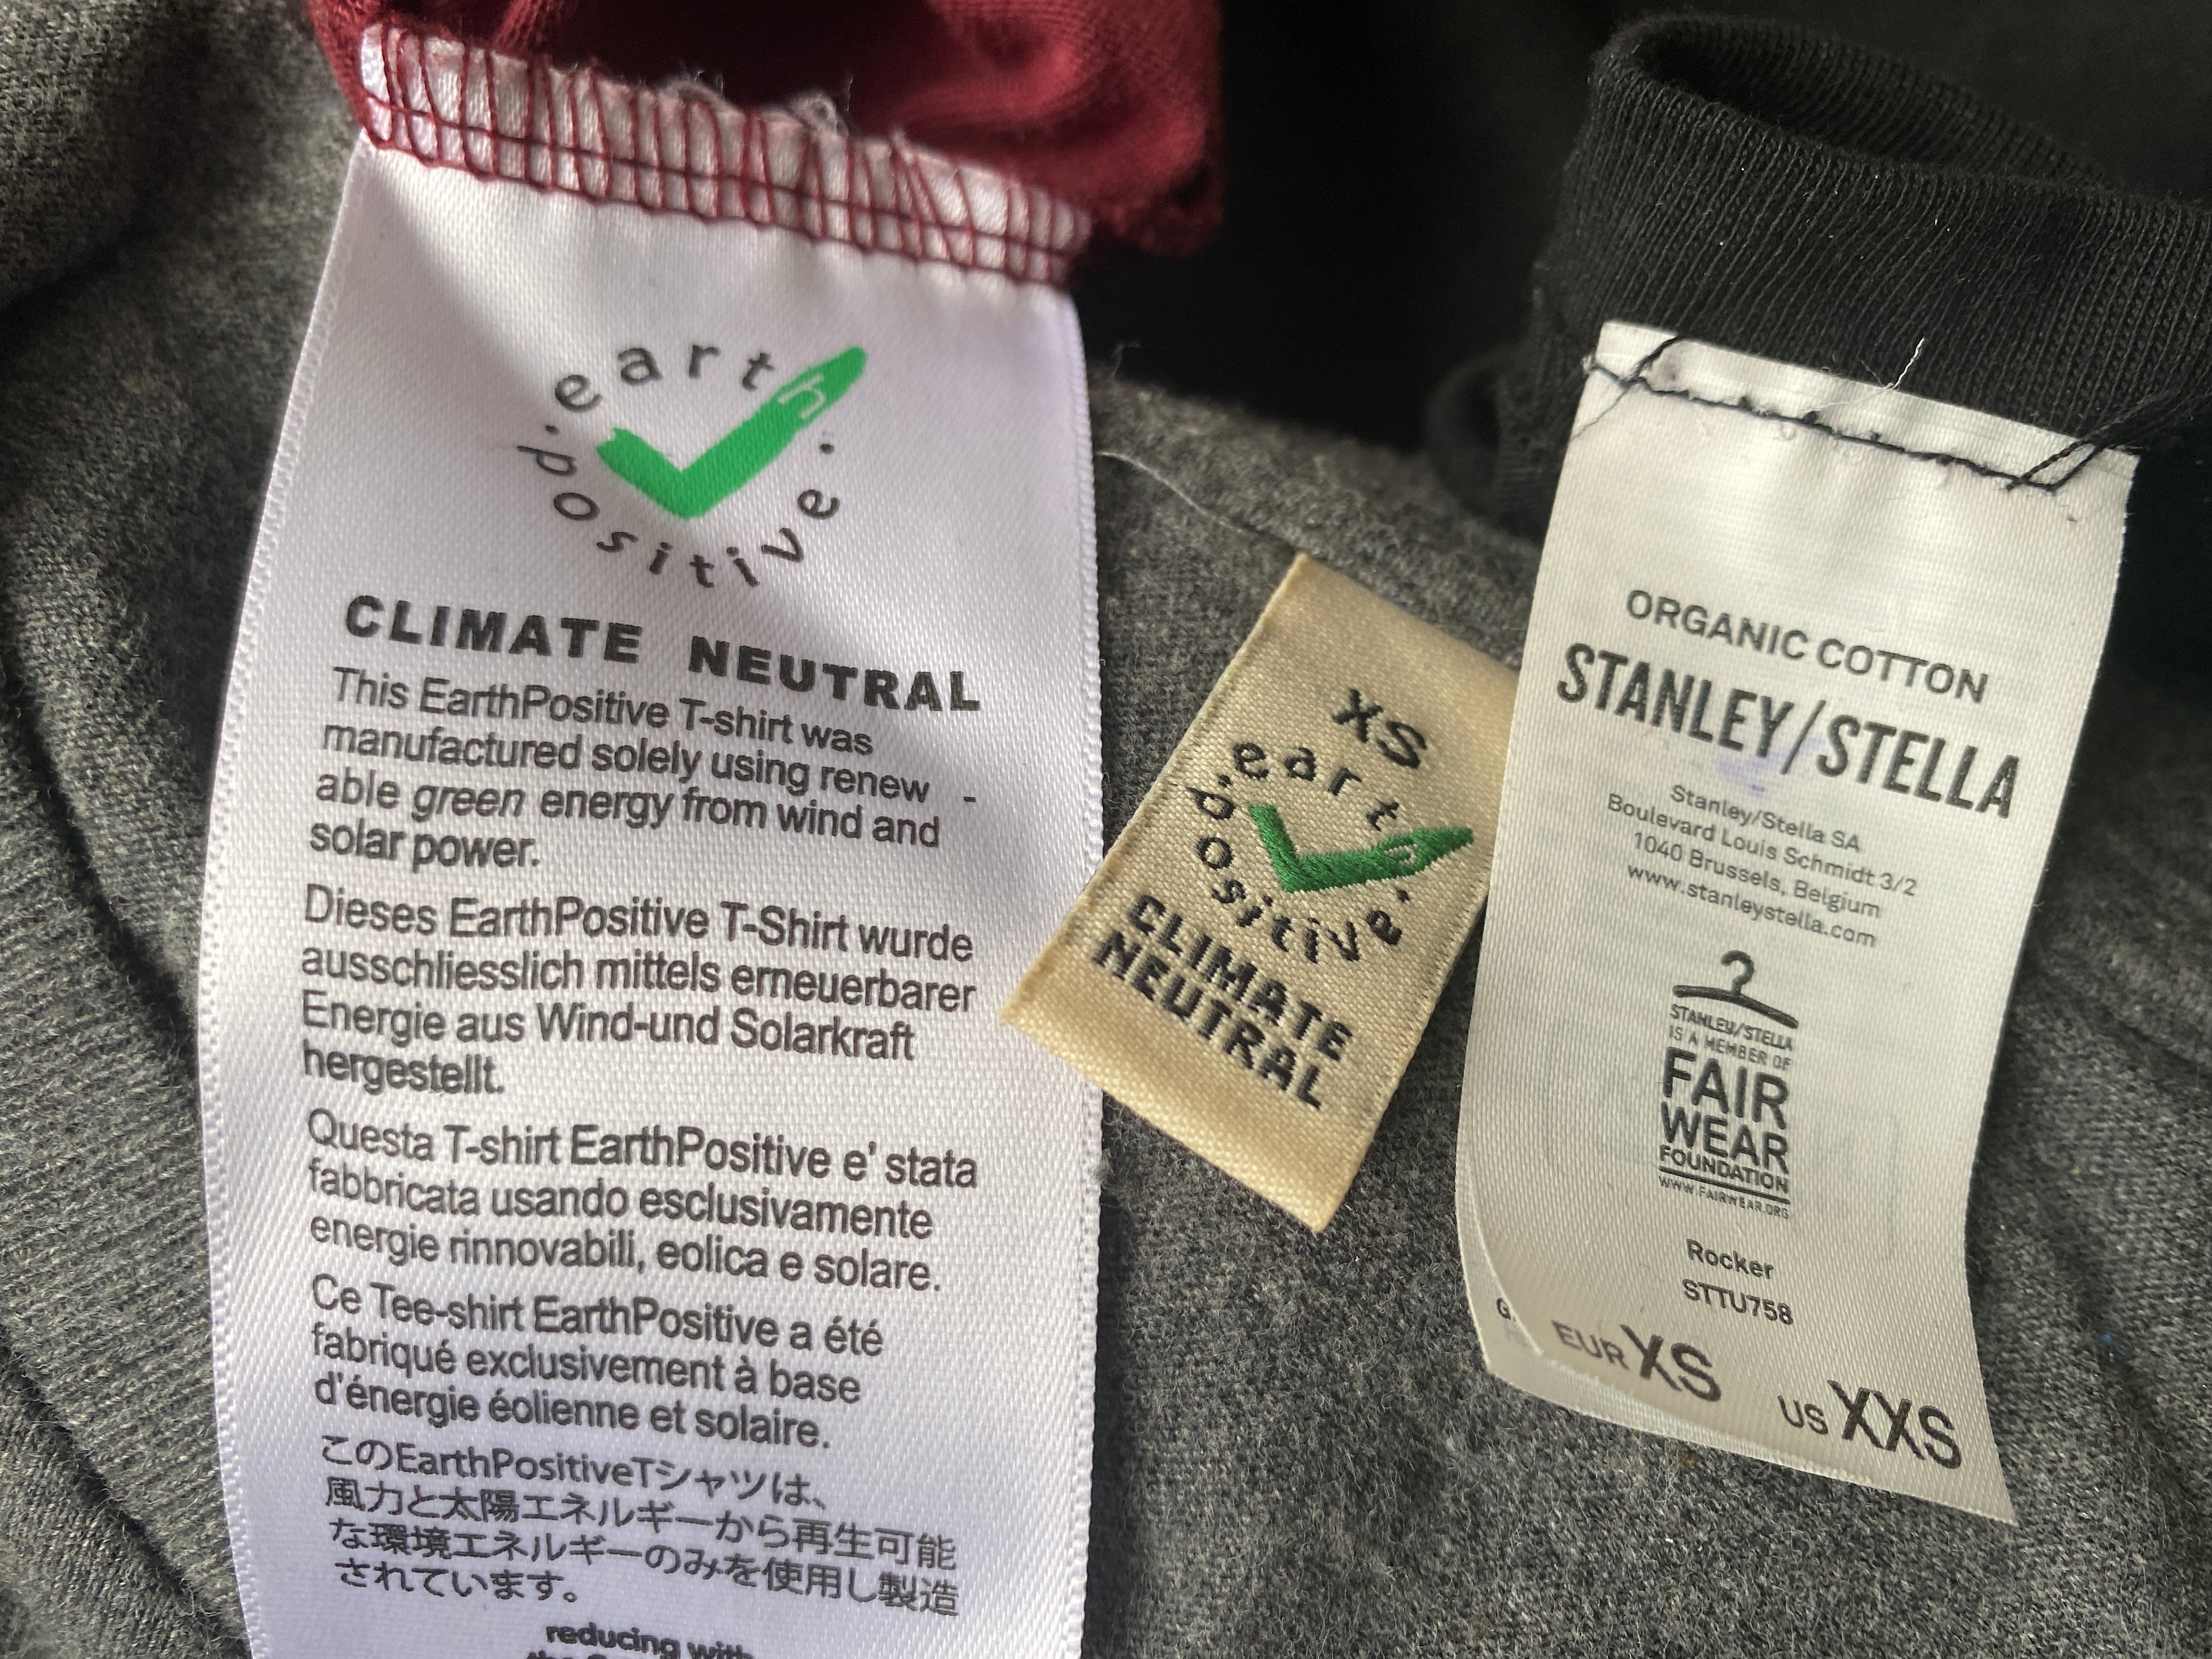 earth
positive
CLIMATE NEUTRAL
This EarthPositive T-shirt was
manufactured solely using renew -
able green energy from wind and
solar power.
Dieses EarthPositive T-Shirt wurde
ausschliesslich mittels erneuerbarer
Energie aus Wind-und Solarkraft
hergestellt.
Questa T-shirt EarthPositive e' stata
fabbricata usando esclusivamente
energie rinnovabili, eolica e solare.
Ce Tee-shirt EarthPositive a été
fabriqué exclusivement à base
d'énergie éolienne et solaire.
このEarthPositiveTシャツは、
風力と太陽エネルギーから再生可能
な環境エネルギーのみを使用し製造
されています。
reducing with
XS
earth
positive
CLIMATE
NEUTRAL
ORGANIC COTTON
STANLEY/STELLA
Stanley/Stella SA
Boulevard Louis Schmidt 3/2
1040 Brussels, Belgium
www.stanleystella.com
STANLEY/STELLA
IS A MEMBER OF
FAIR
WEAR
FOUNDATION
WWW.FAIRWEAR.ORG
Rocker
STTU758
EUR XS US XXS